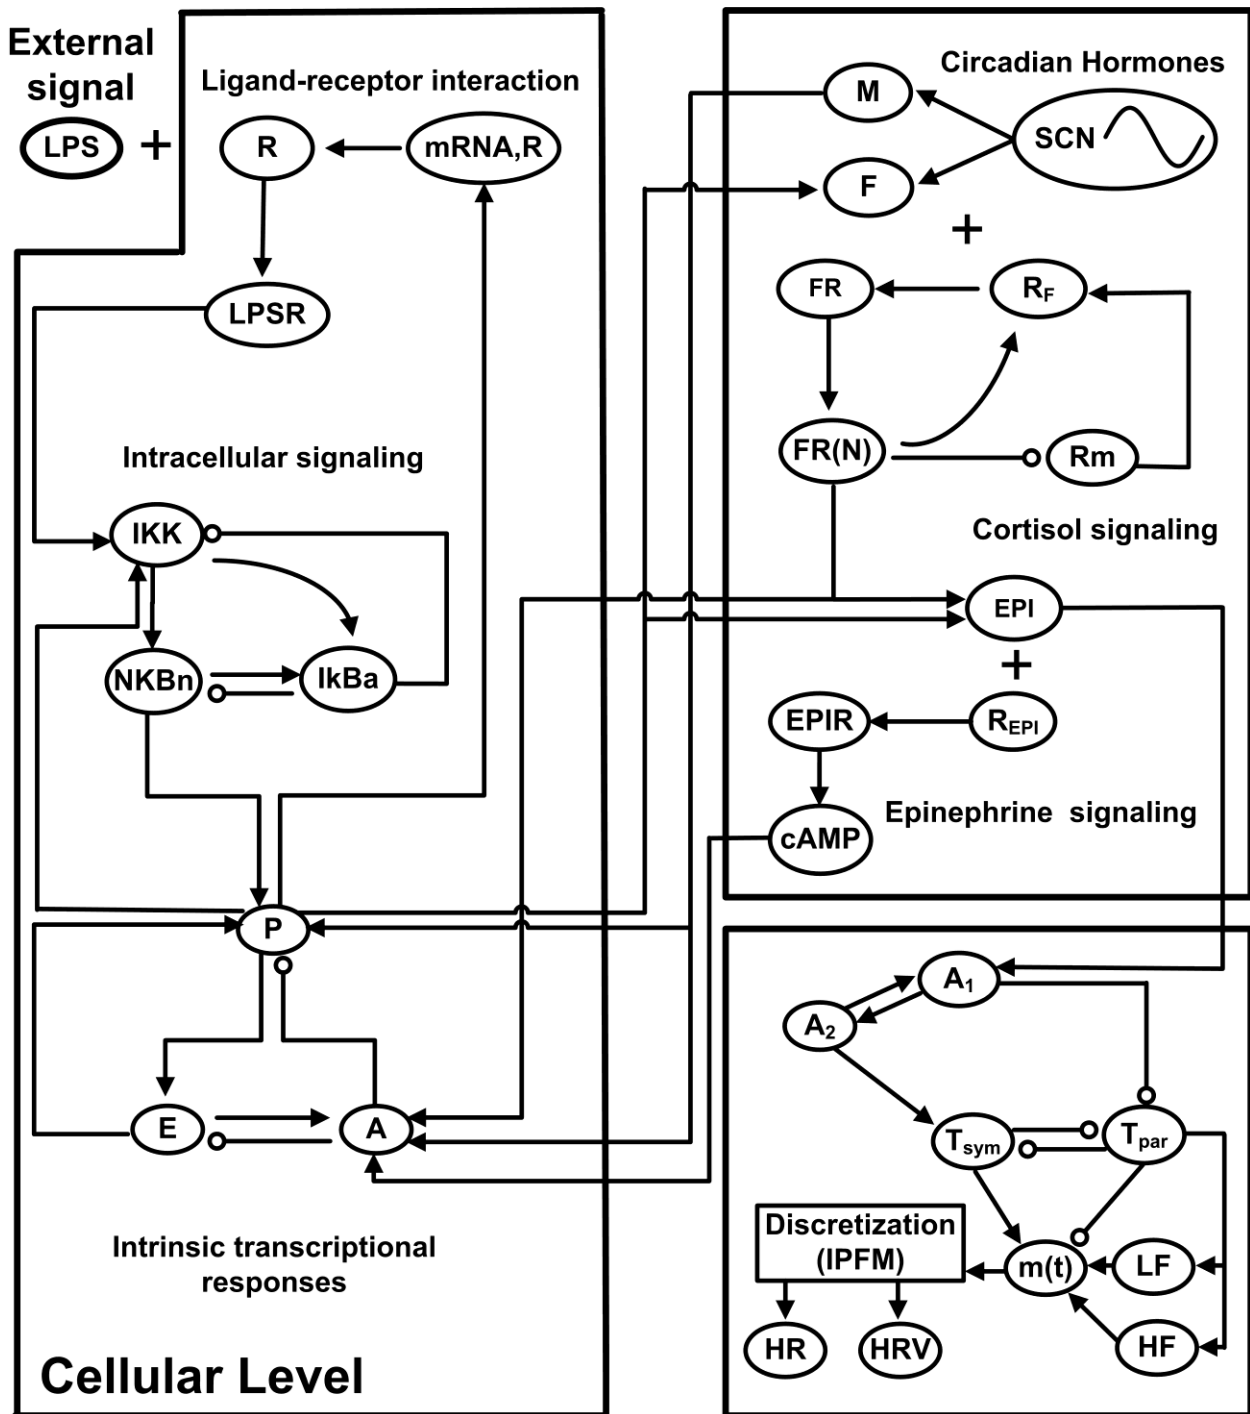 External
signal
LPS +
Ligand-receptor interaction
R
mRNA,R
LPSR
Intracellular signaling
IKK
NKBn
IkBa
P
E
A
Intrinsic transcriptional
responses
Cellular Level
Circadian Hormones
M
SCN
F
+
FR
RF
FR(N)
Rm
Cortisol signaling
EPI
+
EPIR
REPI
Epinephrine signaling
cAMP
A1
A2
Tsym
Tpar
Discretization
(IPFM)
m(t)
LF
HR
HRV
HF